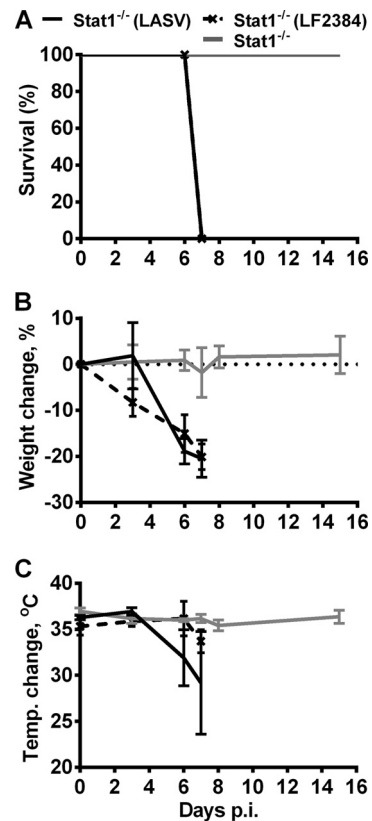 A Stat1-/- (LASV) Stat1-/- (LF2384)
Stat1-/-
Survival (%)
100
80
60
40
20
0
0 2 4 6 8 10 12 14 16
B
Weight change, %
10
0
-10
-20
-30
0 2 4 6 8 10 12 14 16
C
Temp. change, ºC
40
35
30
25
20
0 2 4 6 8 10 12 14 16
Days p.i.